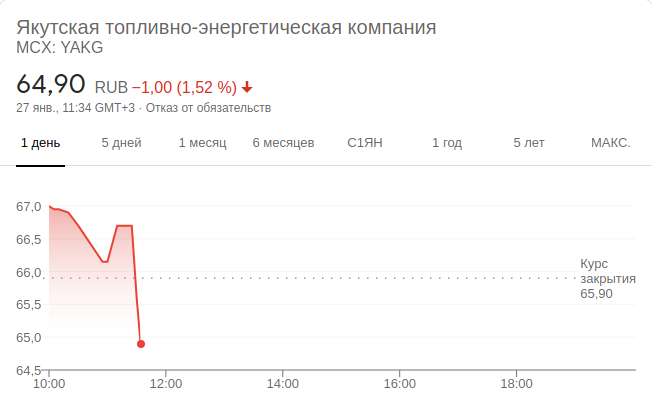 Якутская топливно-энергетическая компания
MCX: YAKG
64,90 RUB −1,00 (1,52 %)
27 янв., 11:34 GMT+3 · Отказ от обязательств
1 день 5 дней 1 месяц 6 месяцев С1ЯН 1 год 5 лет МАКС.
67,0
66,5
66,0
65,5
65,0
64,5
Курс
закрытия
65,90
10:00 12:00 14:00 16:00 18:00